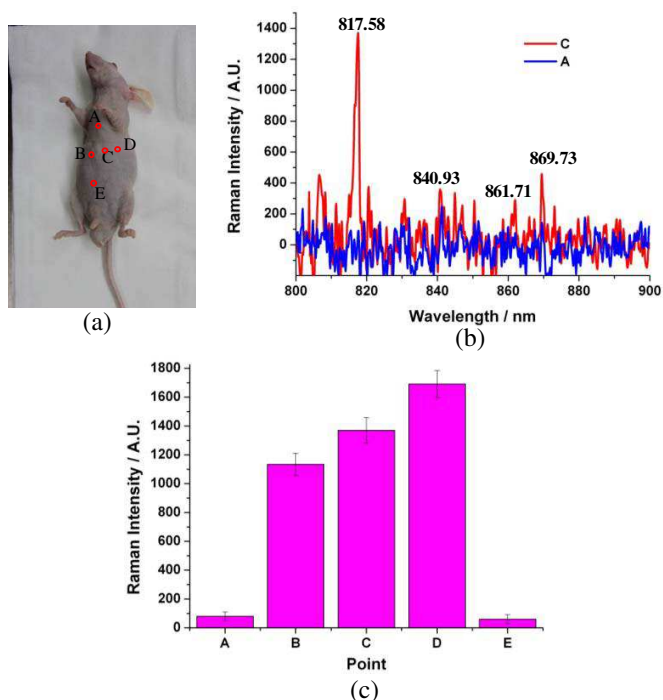 A
B
C
D
E
(a)
817.58
C
A
840.93
861.71
869.73
1400
1200
1000
800
600
400
200
0
Raman Intensity / A.U.
800
820
840
860
880
900
Wavelength / nm
(b)
1800
1600
1400
1200
1000
800
600
400
200
0
Raman Intensity / A.U.
A
B
C
D
E
Point
(c)